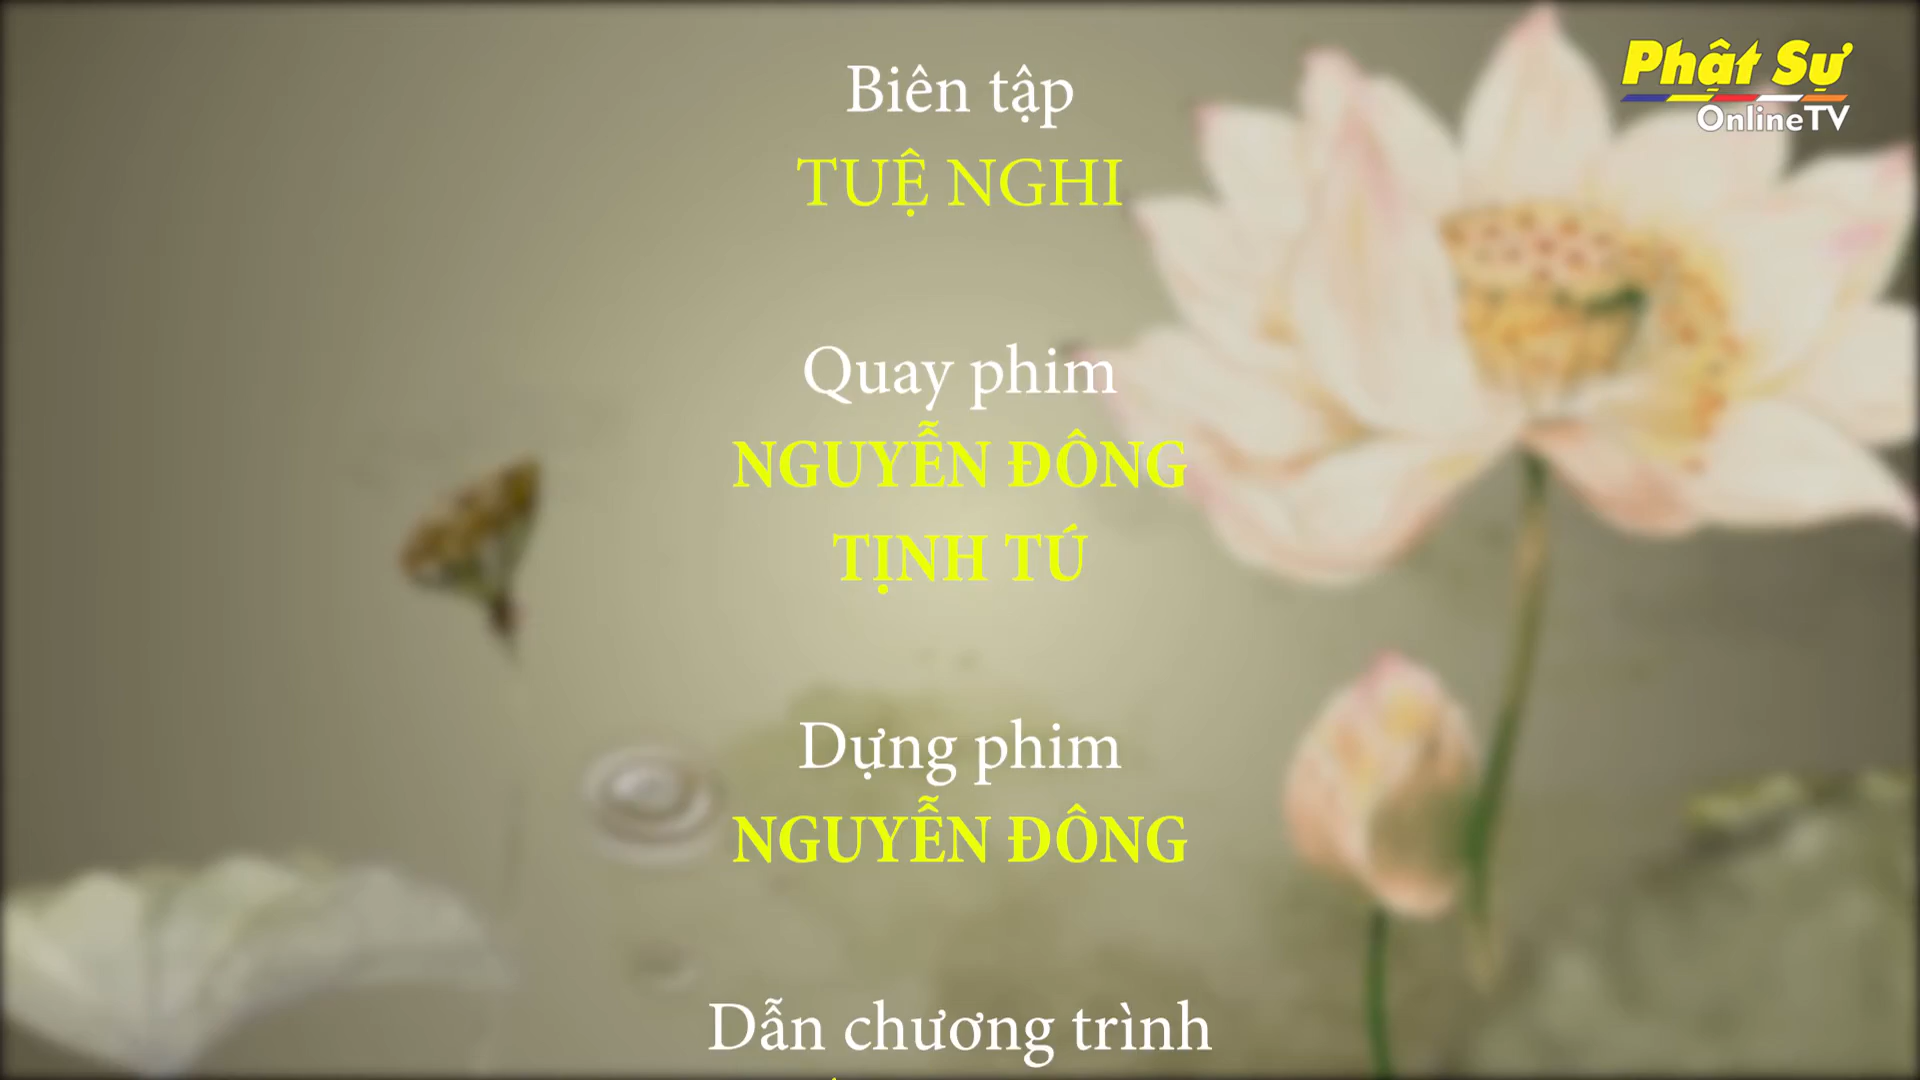 Phật Sự
OnlineTV
Biên tập
TUỆ NGHI
Quay phim
NGUYỄN ĐÔNG
TỊNH TÚ
Dựng phim
NGUYỄN ĐÔNG
Dẫn chương trình